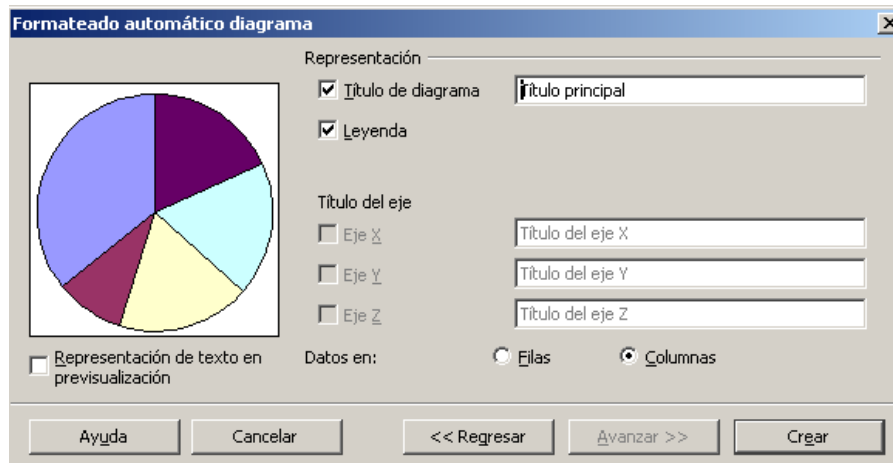 Formateado automático diagrama
Representación
Título de diagrama
Título principal
Leyenda
Título del eje
Eje X
Título del eje X
Eje Y
Título del eje Y
Eje Z
Título del eje Z
Representación de texto en
previsualización
Datos en:
Filas
Columnas
Ayuda
Cancelar
<< Regresar
Avanzar >>
Crear